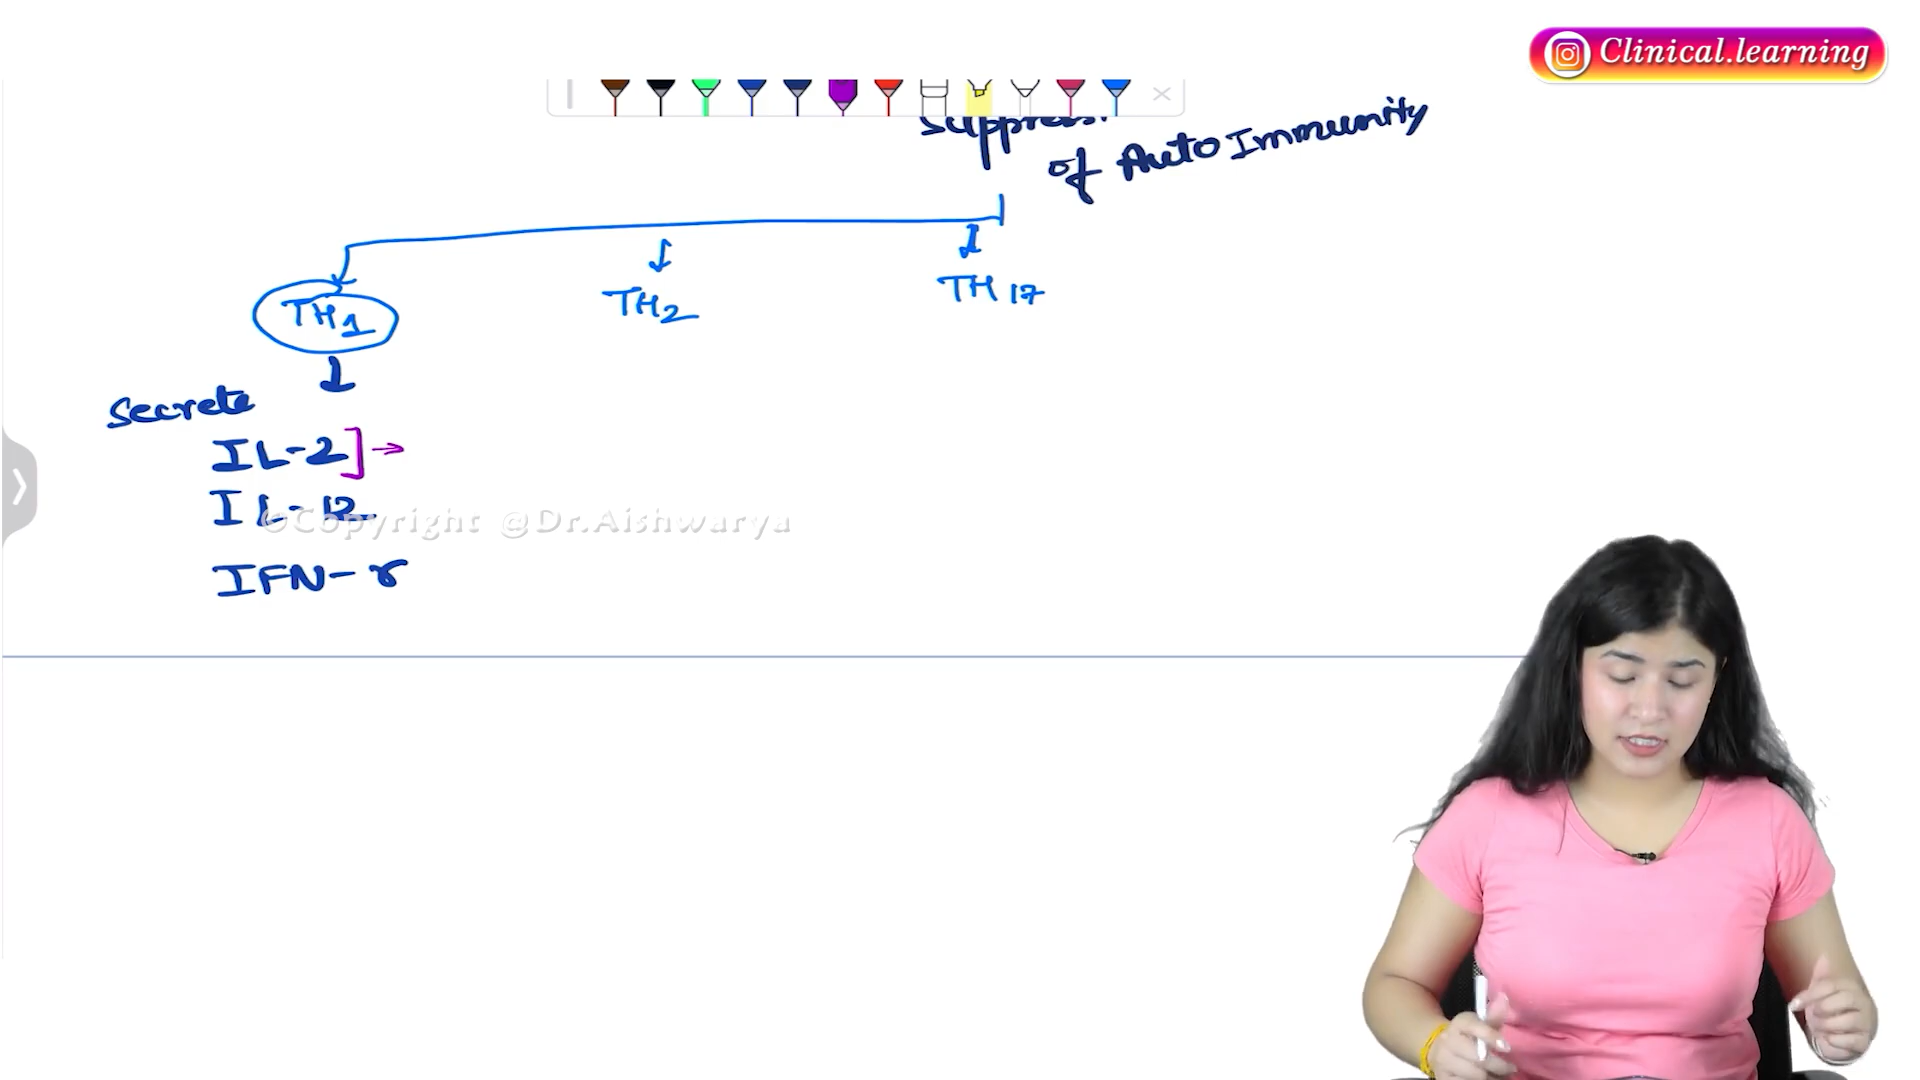 Clinical.learning
of Auto Immunity
TH1
TH2
TH17
Secrete
IL-2] →
IL-12
©Copyright @Dr.Aishwarya
IFN-γ